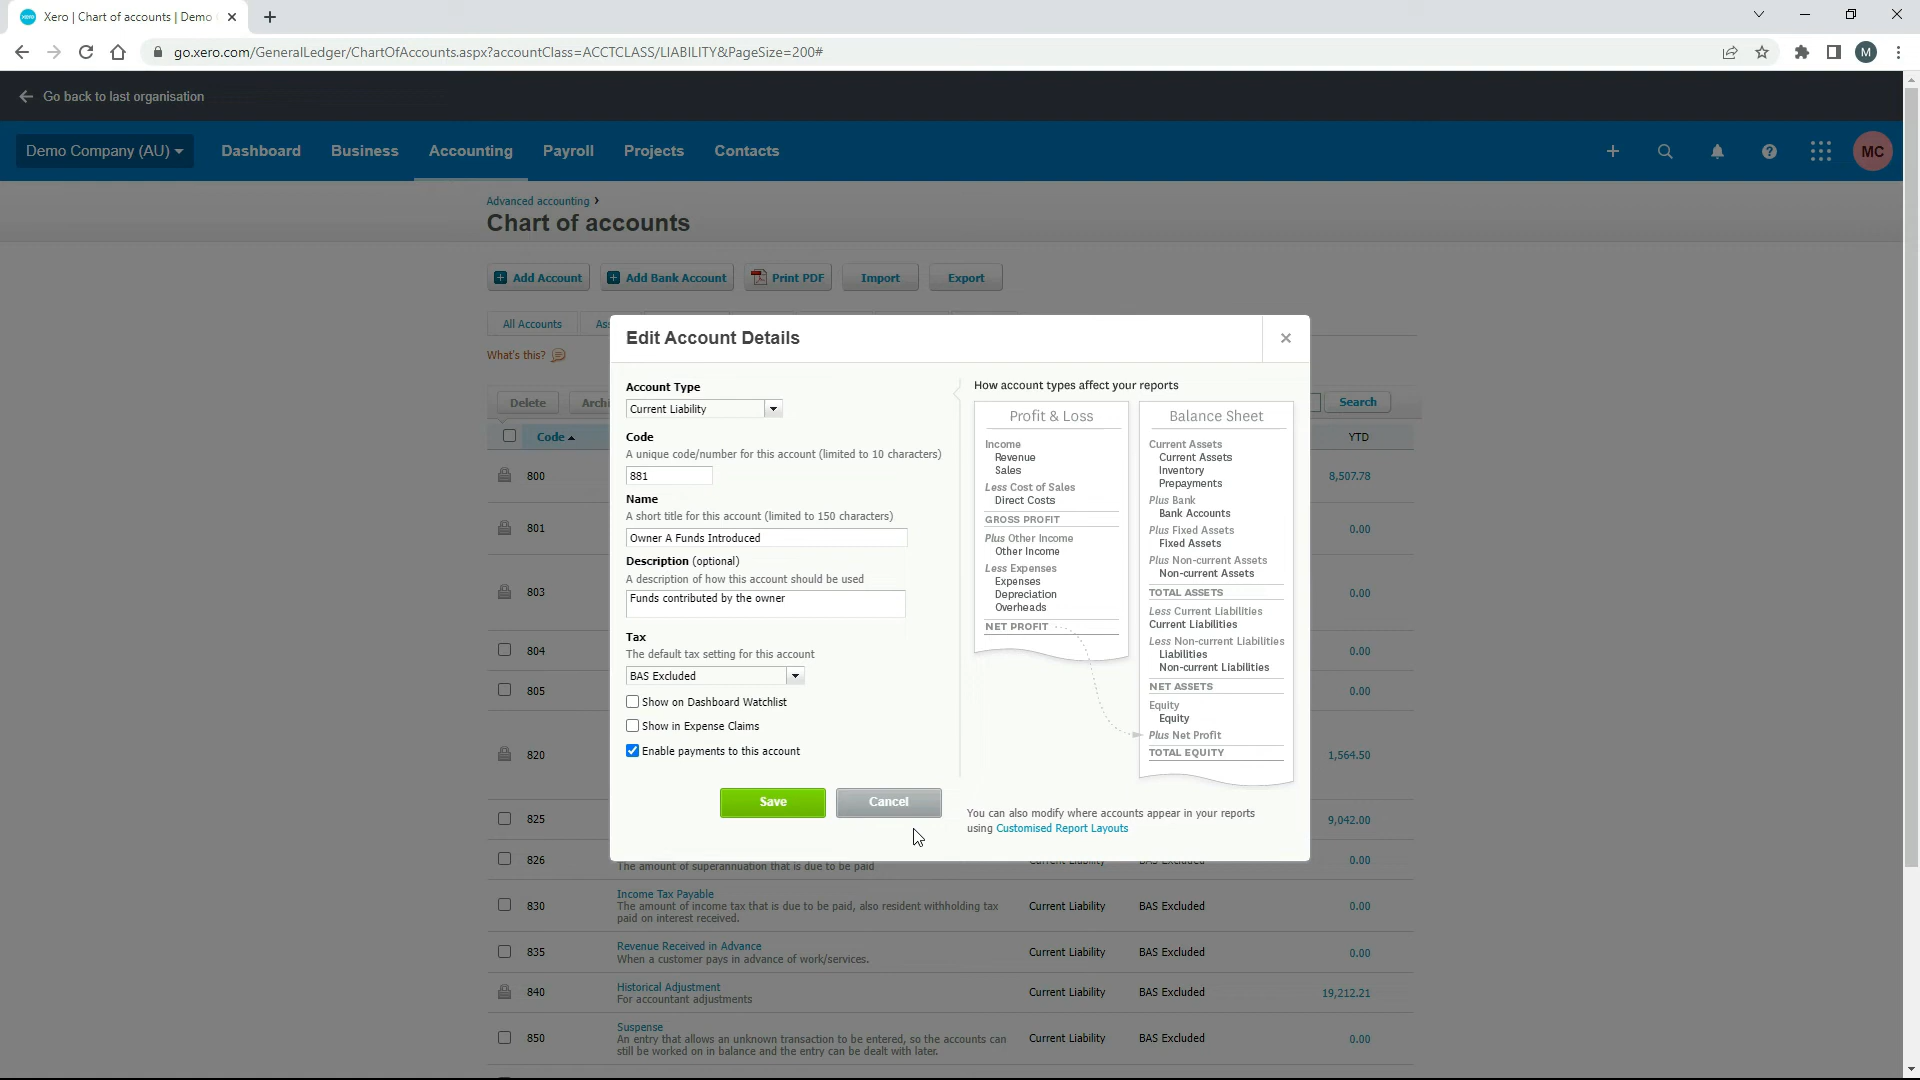 Xero | Chart of accounts | Demo
go.xero.com/GeneralLedger/ChartOfAccounts.aspx?accountClass=ACCTCLASS/LIABILITY&PageSize=200#
M
Go back to last organisation
Demo Company (AU)
Dashboard
Business
Accounting
Payroll
Projects
Contacts
MC
Advanced accounting ›
Chart of accounts
Add Account
Add Bank Account
Print PDF
Import
Export
All Accounts
What's this?
Delete
Search
Code
YTD
800
8,507.78
801
0.00
803
0.00
804
0.00
805
0.00
820
1,564.50
825
9,042.00
826
The amount of superannuation that is due to be paid
Current Liability
BAS Excluded
0.00
830
Income Tax Payable
The amount of income tax that is due to be paid, also resident withholding tax
paid on interest received.
Current Liability
BAS Excluded
0.00
835
Revenue Received in Advance
When a customer pays in advance of work/services.
Current Liability
BAS Excluded
0.00
840
Historical Adjustment
For accountant adjustments
Current Liability
BAS Excluded
19,212.21
850
Suspense
An entry that allows an unknown transaction to be entered, so the accounts can
still be worked on in balance and the entry can be dealt with later.
Current Liability
BAS Excluded
0.00
Edit Account Details
Account Type
Current Liability
Code
A unique code/number for this account (limited to 10 characters)
881
Name
A short title for this account (limited to 150 characters)
Owner A Funds Introduced
Description (optional)
A description of how this account should be used
Funds contributed by the owner
Tax
The default tax setting for this account
BAS Excluded
Show on Dashboard Watchlist
Show in Expense Claims
Enable payments to this account
Save
Cancel
How account types affect your reports
Profit & Loss
Income
Revenue
Sales
Less Cost of Sales
Direct Costs
GROSS PROFIT
Plus Other Income
Other Income
Less Expenses
Expenses
Depreciation
Overheads
NET PROFIT
Balance Sheet
Current Assets
Current Assets
Inventory
Prepayments
Plus Bank
Bank Accounts
Plus Fixed Assets
Fixed Assets
Plus Non-current Assets
Non-current Assets
TOTAL ASSETS
Less Current Liabilities
Current Liabilities
Less Non-current Liabilities
Liabilities
Non-current Liabilities
NET ASSETS
Equity
Equity
Plus Net Profit
TOTAL EQUITY
You can also modify where accounts appear in your reports
using Customised Report Layouts